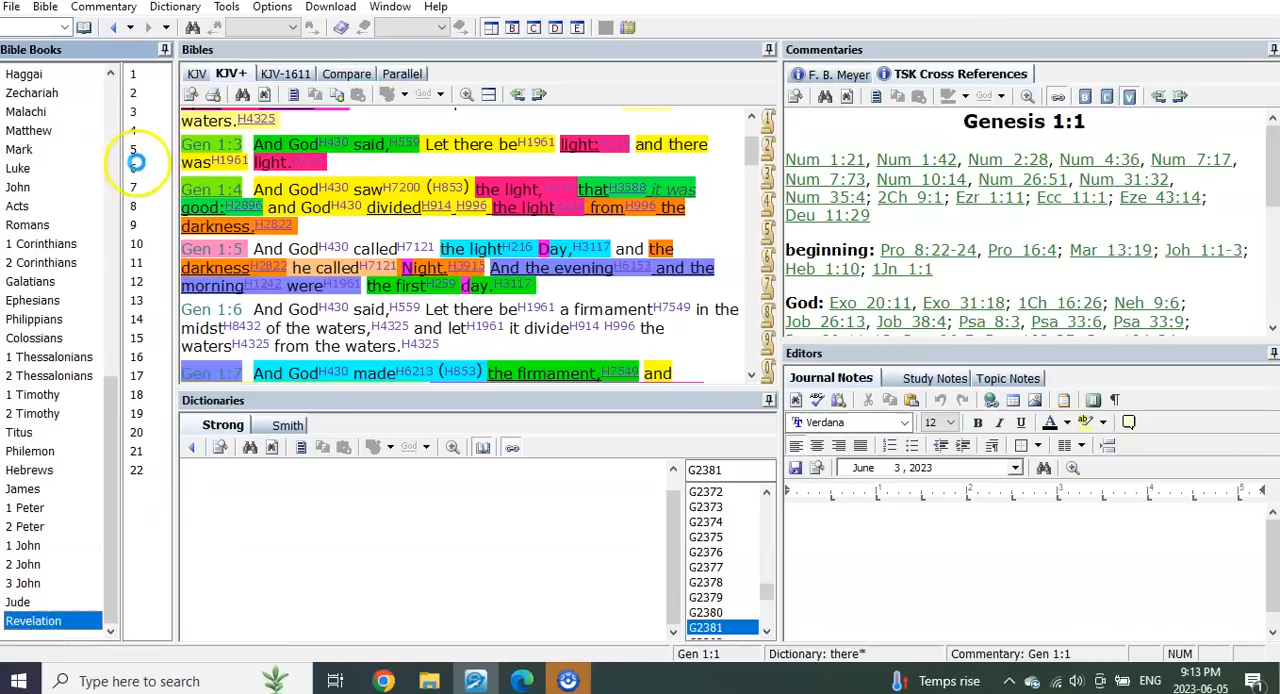 File Bible Commentary Dictionary Tools Options Download Window Help
Bible Books
Haggai
Zechariah
Malachi
Matthew
Mark
Luke
John
Acts
Romans
1 Corinthians
2 Corinthians
Galatians
Ephesians
Philippians
Colossians
1 Thessalonians
2 Thessalonians
1 Timothy
2 Timothy
Titus
Philemon
Hebrews
James
1 Peter
2 Peter
1 John
2 John
3 John
Jude
Revelation
1
2
3
4
5
6
7
8
9
10
11
12
13
14
15
16
17
18
19
20
21
22
Bibles
KJV KJV+ KJV-1611 Compare Parallel
waters.H4325
Gen 1:3 And GodH430 said,H559 Let there beH1961 light: and there
wasH1961 light.
Gen 1:4 And GodH430 sawH7200 (H853) the light, thatH3588 it was
good:H2896 and GodH430 dividedH914 H996 the light fromH996 the
darkness.H2822
Gen 1:5 And GodH430 calledH7121 the lightH216 Day,H3117 and the
darknessH2822 he calledH7121 Night.H3915 And the eveningH6153 and the
morningH1242 wereH1961 the firstH259 day.H3117
Gen 1:6 And GodH430 said,H559 Let there beH1961 a firmamentH7549 in the
midstH8432 of the waters,H4325 and letH1961 it divideH914 H996 the
watersH4325 from the waters.H4325
Gen 1:7 And GodH430 madeH6213 (H853) the firmament,H7549 and
Dictionaries
Strong Smith
G2381
G2372
G2373
G2374
G2375
G2376
G2377
G2378
G2379
G2380
G2381
Commentaries
F. B. Meyer TSK Cross References
Genesis 1:1
Num 1:21, Num 1:42, Num 2:28, Num 4:36, Num 7:17,
Num 7:73, Num 10:14, Num 26:51, Num 31:32,
Num 35:4; 2Ch 9:1; Ezr 1:11; Ecc 11:1; Eze 43:14;
Deu 11:29
beginning: Pro 8:22-24, Pro 16:4; Mar 13:19; Joh 1:1-3;
Heb 1:10; 1Jn 1:1
God: Exo 20:11, Exo 31:18; 1Ch 16:26; Neh 9:6;
Job 26:13, Job 38:4; Psa 8:3, Psa 33:6, Psa 33:9;
Editors
Journal Notes Study Notes Topic Notes
Verdana 12 B I U A ab
June 3 , 2023
1 2 3 4 5
Gen 1:1 Dictionary: there* Commentary: Gen 1:1 NUM
Type here to search
Temps rise ENG
9:13 PM
2023-06-05